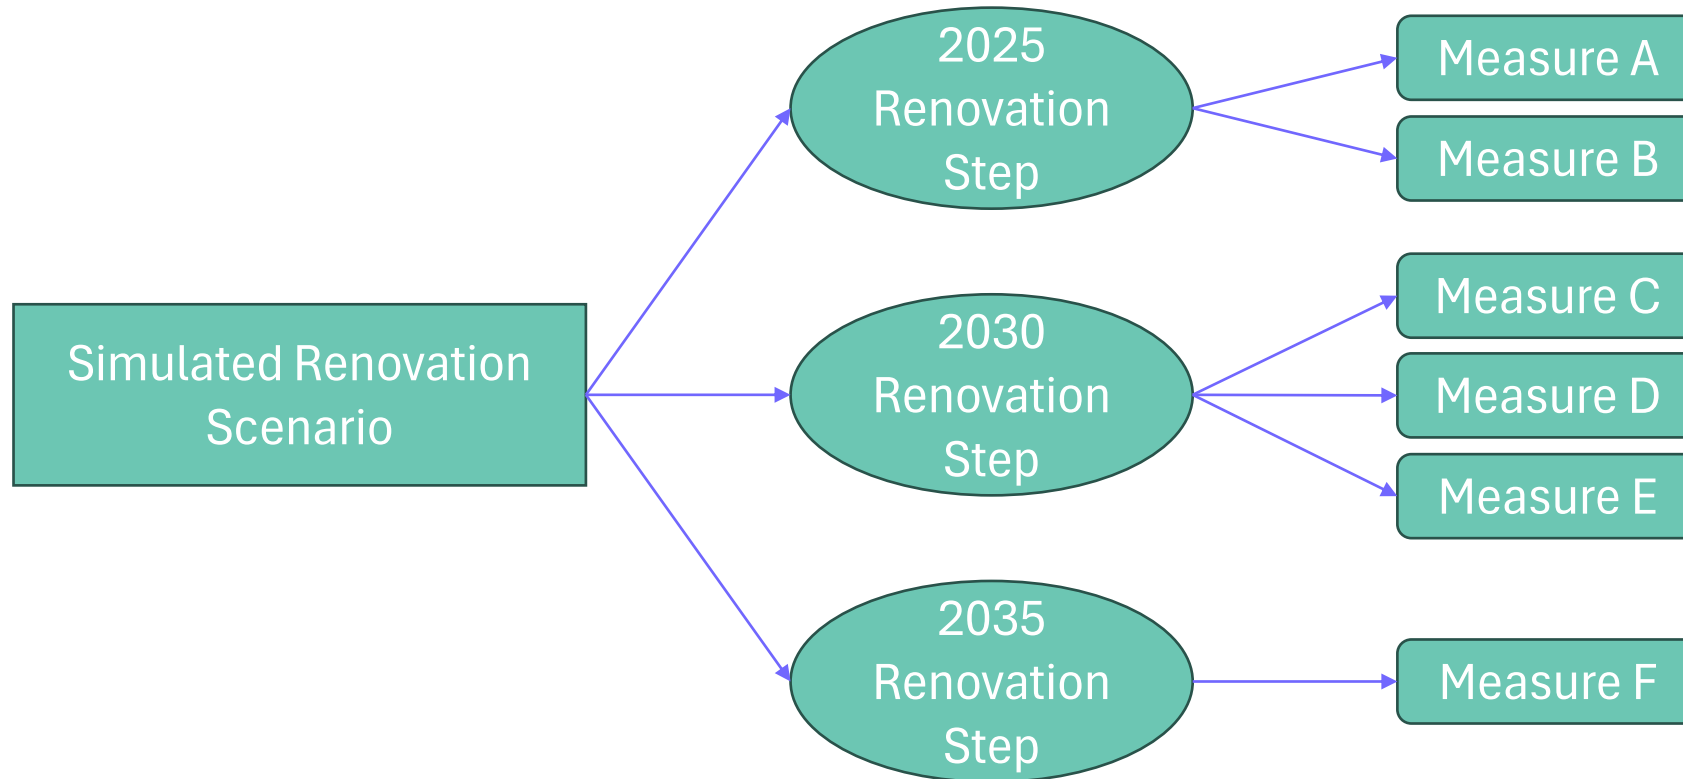 Simulated Renovation
Scenario
2025
Renovation
Step
Measure A
Measure B
2030
Renovation
Step
Measure C
Measure D
Measure E
2035
Renovation
Step
Measure F